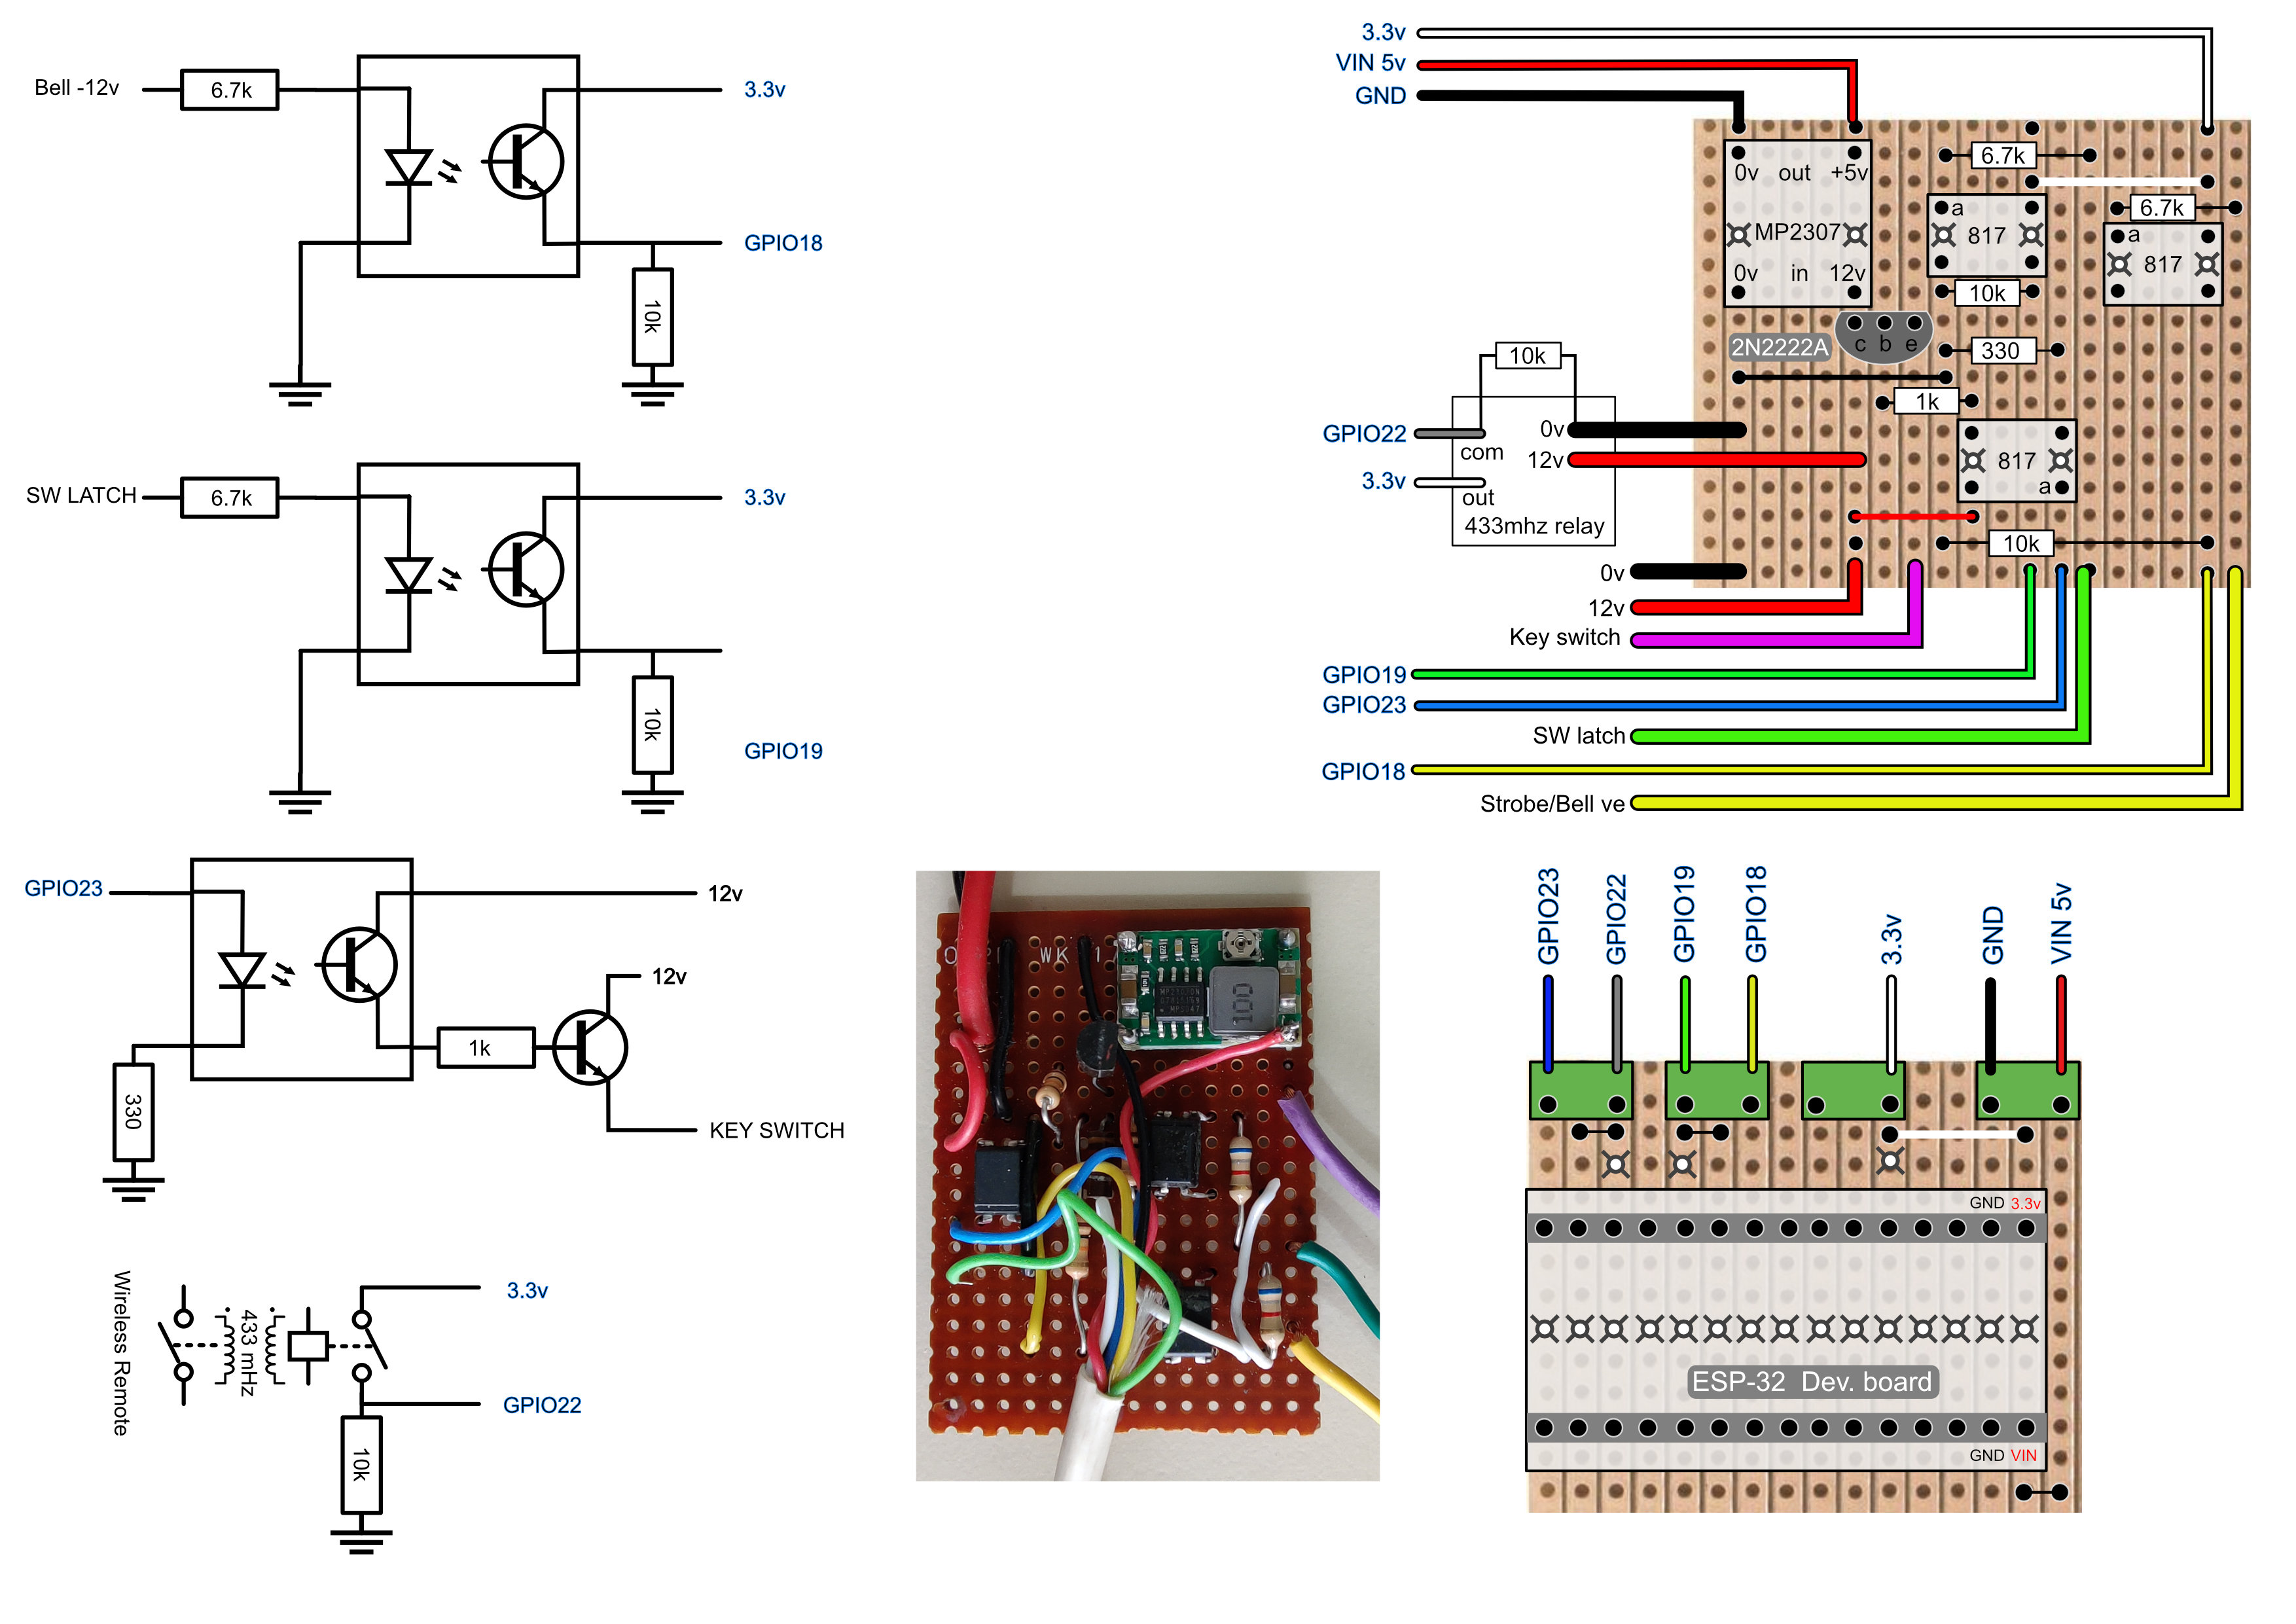 Bell -12v
6.7k
3.3v
GPIO18
10k
SW LATCH
6.7k
3.3v
10k
GPIO19
GPIO23
12v
12v
1k
330
KEY SWITCH
Wireless Remote
433 mHz
3.3v
GPIO22
10k
3.3v
VIN 5v
GND
0v out +5v
MP2307
0v in 12v
6.7k
a
817
10k
6.7k
a
817
2N2222A
c b e
330
1k
817
a
10k
10k
GPIO22
com
0v
12v
3.3v
out
433mhz relay
0v
12v
Key switch
GPIO19
GPIO23
SW latch
GPIO18
Strobe/Bell ve
WK 1
100
GPIO23
GPIO22
GPIO19
GPIO18
3.3v
GND
VIN 5v
GND 3.3v
ESP-32 Dev. board
GND VIN